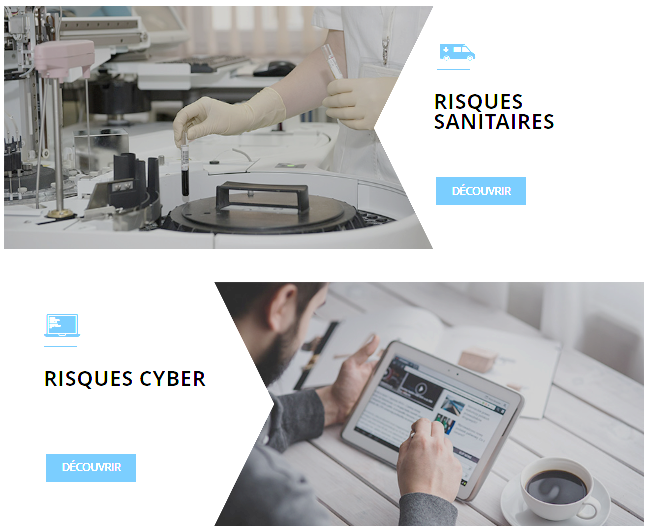 RISQUES
SANITAIRES
DÉCOUVRIR
RISQUES CYBER
DÉCOUVRIR